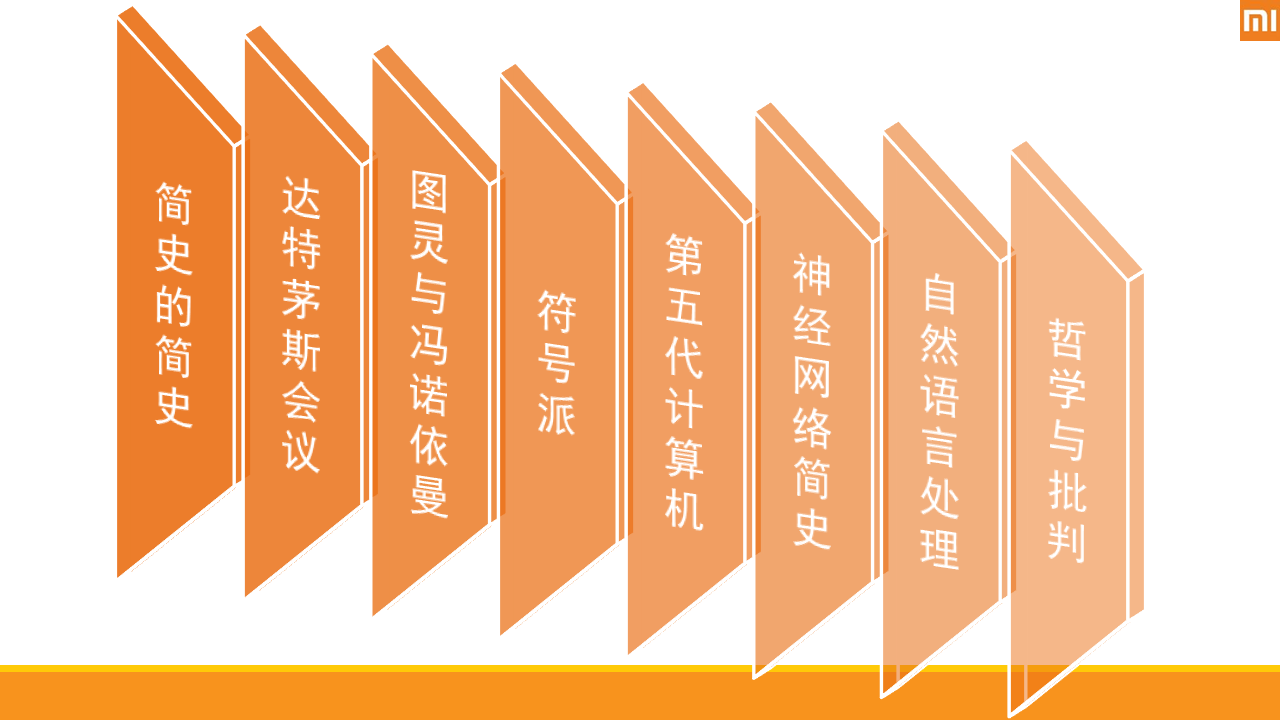 简史的简史
达特茅斯会议
图灵与冯诺依曼
符号派
第五代计算机
神经网络简史
自然语言处理
哲学与批判
MI